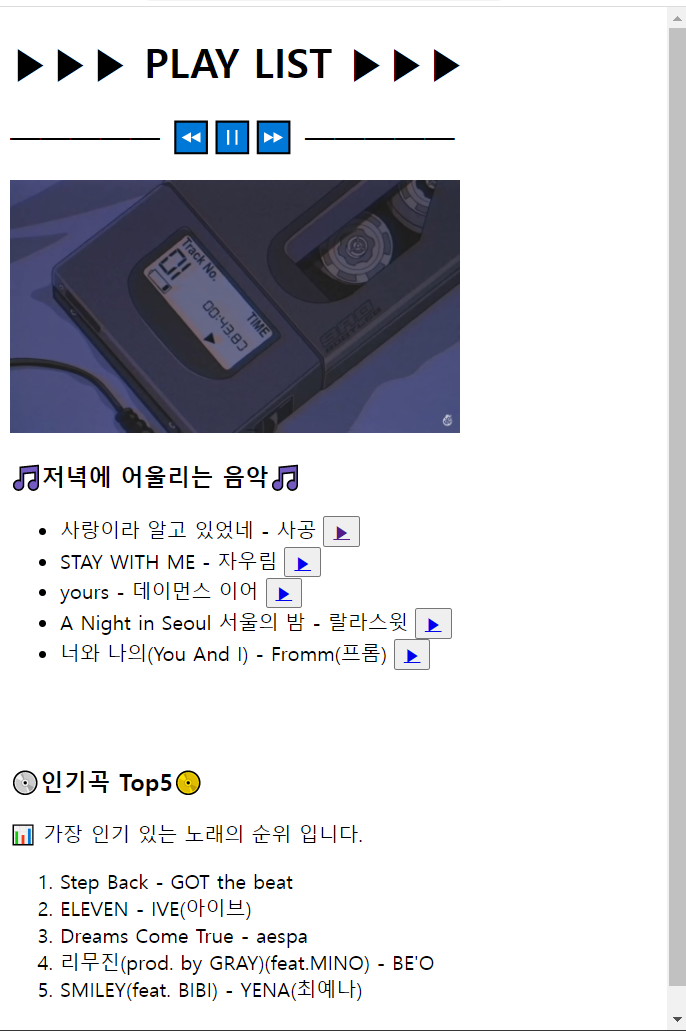 ▶▶▶ PLAY LIST ▶▶▶
Track No.
01
00:43.83
TIME
🎵저녁에 어울리는 음악🎵
• 사랑이라 알고 있었네 - 사공 ▶
• STAY WITH ME - 자우림 ▶
• yours - 데이먼스 이어 ▶
• A Night in Seoul 서울의 밤 - 랄라스윗 ▶
• 너와 나의(You And I) - Fromm(프롬) ▶
💿인기곡 Top5📀
📊 가장 인기 있는 노래의 순위 입니다.
1. Step Back - GOT the beat
2. ELEVEN - IVE(아이브)
3. Dreams Come True - aespa
4. 리무진(prod. by GRAY)(feat.MINO) - BE'O
5. SMILEY(feat. BIBI) - YENA(최예나)